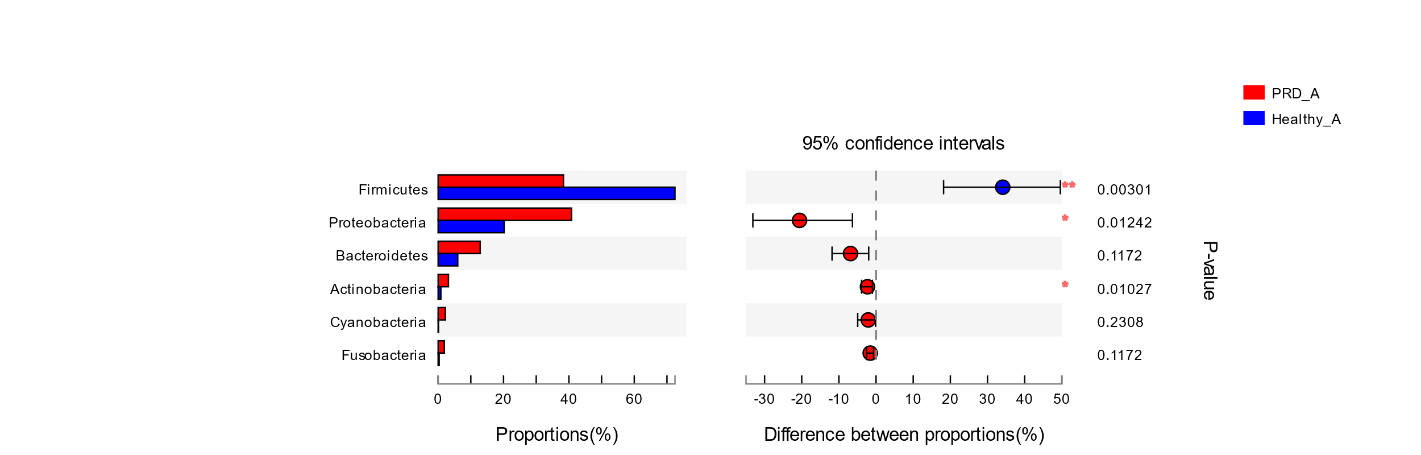 PRD_A
Healthy_A
95% confidence intervals
Firmicutes ** 0.00301
Proteobacteria * 0.01242
Bacteroidetes 0.1172
Actinobacteria * 0.01027
Cyanobacteria 0.2308
Fusobacteria 0.1172
P-value
0 20 40 60 -30 -20 -10 0 10 20 30 40 50
Proportions(%) Difference between proportions(%)